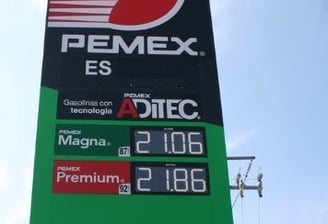 PEMEX
ES
Gasolinas con
tecnología
PEMEX
ADITEC
PEMEX
Magna 87 21.06
PEMEX
Premium 92 21.86